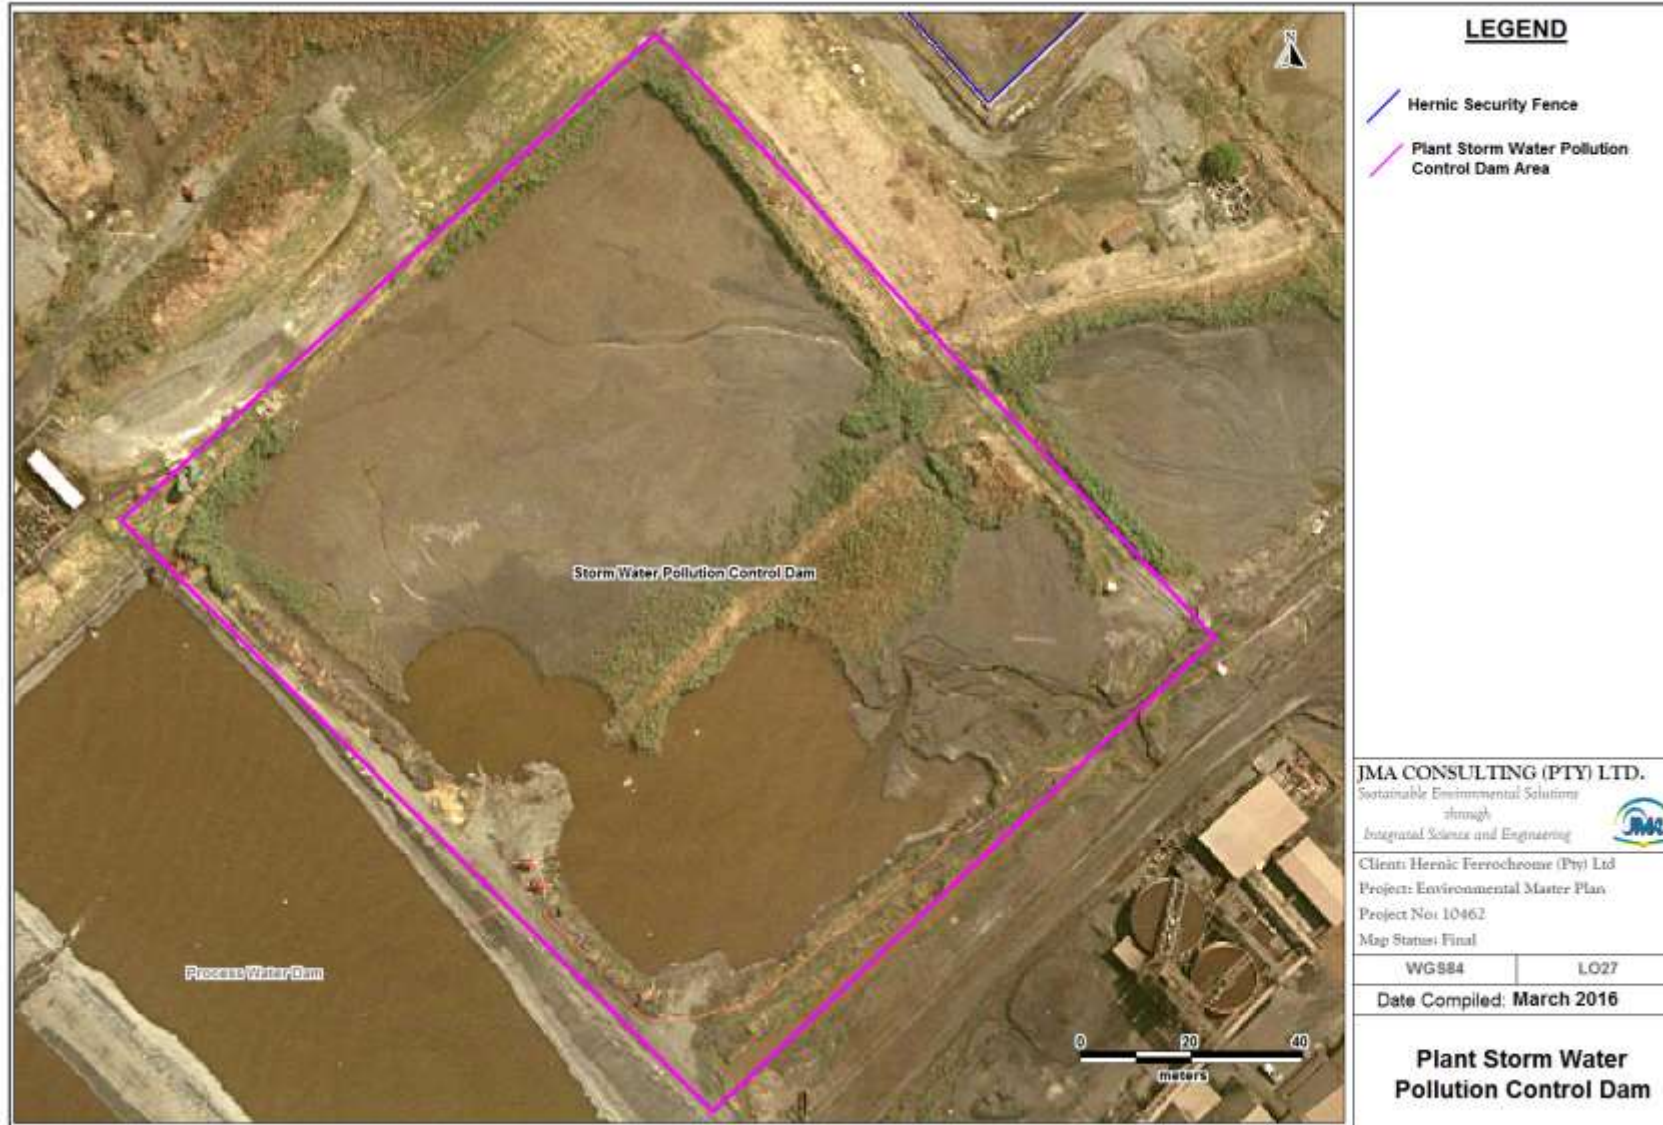 N
Storm Water Pollution Control Dam
Process Water Dam
0 20 40
meters
LEGEND
Hernic Security Fence
Plant Storm Water Pollution
Control Dam Area
JMA CONSULTING (PTY) LTD.
Sustainable Environmental Solutions
through
Integrated Science and Engineering
JMA
Client: Hernic Ferrochrome (Pty) Ltd
Project: Environmental Master Plan
Project No: 10462
Map Status: Final
WGS84 LO27
Date Compiled: March 2016
Plant Storm Water
Pollution Control Dam